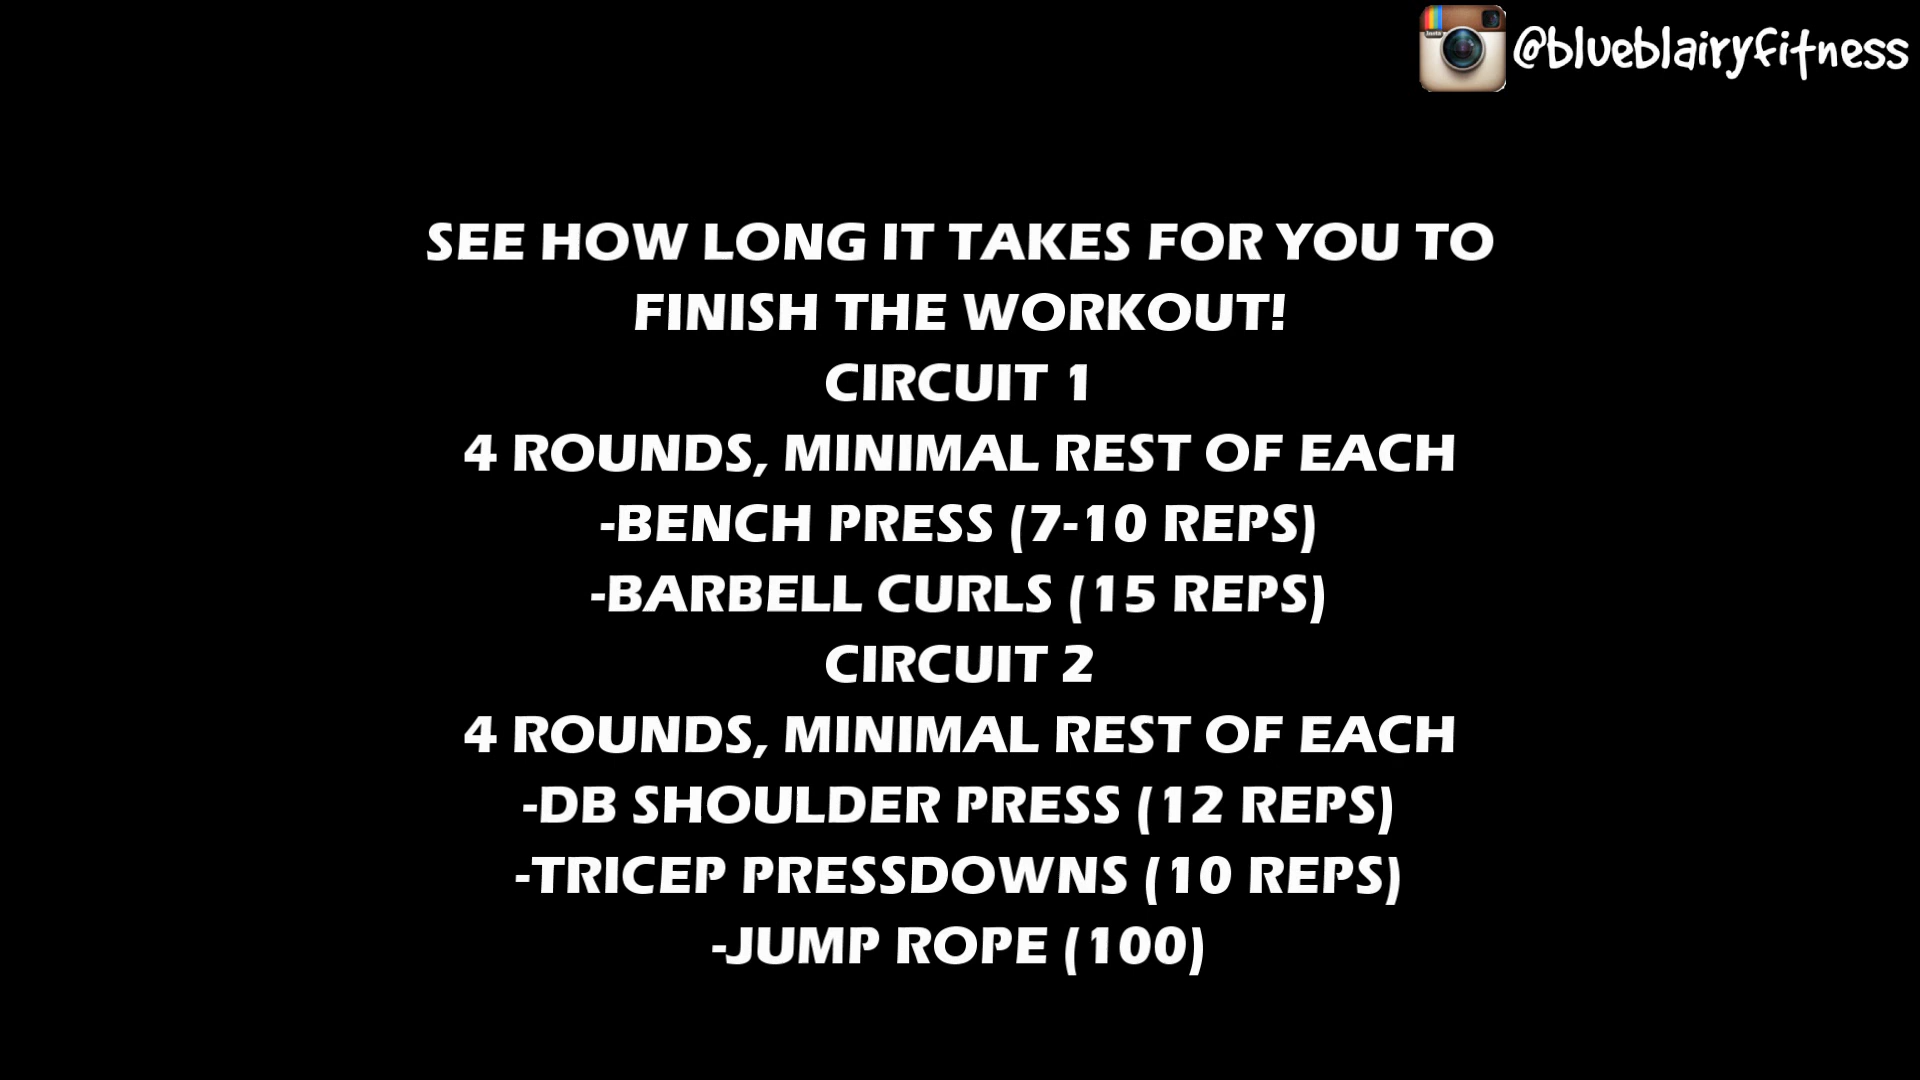 @blueblairyfitness
SEE HOW LONG IT TAKES FOR YOU TO
FINISH THE WORKOUT!
CIRCUIT 1
4 ROUNDS, MINIMAL REST OF EACH
-BENCH PRESS (7-10 REPS)
-BARBELL CURLS (15 REPS)
CIRCUIT 2
4 ROUNDS, MINIMAL REST OF EACH
-DB SHOULDER PRESS (12 REPS)
-TRICEP PRESSDOWNS (10 REPS)
-JUMP ROPE (100)